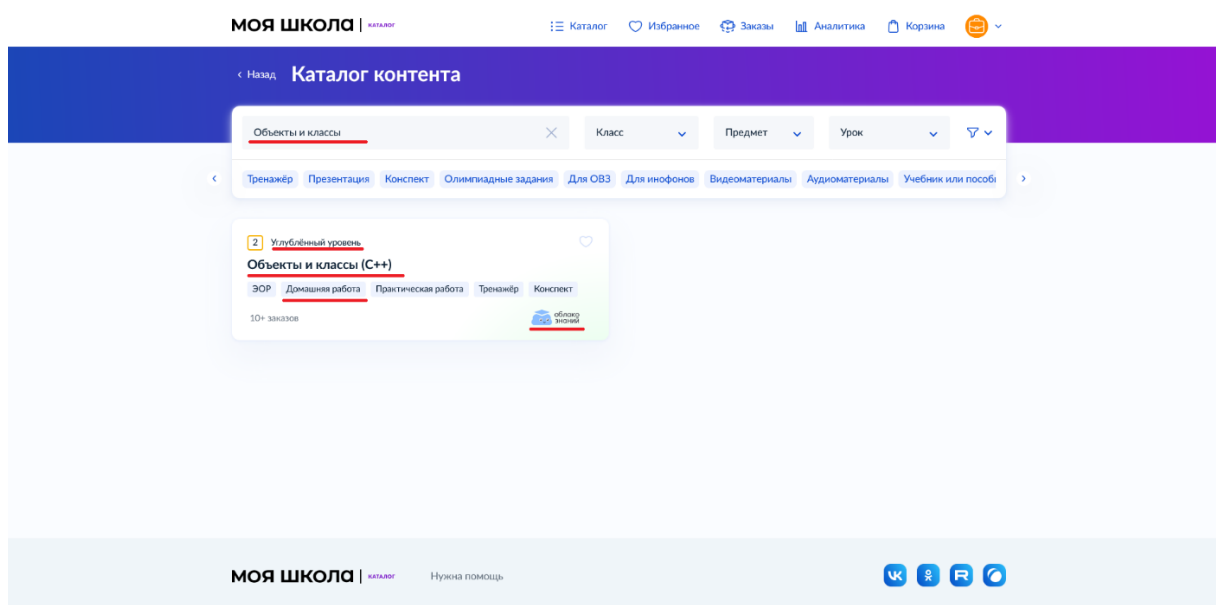 МОЯ ШКОЛА | КАТАЛОГ Каталог Избранное Заказы Аналитика Корзина
Назад Каталог контента
Объекты и классы Класс Предмет Урок
Тренажёр Презентация Конспект Олимпиадные задания Для ОВЗ Для инофонов Видеоматериалы Аудиоматериалы Учебник или пособи
2 Углублённый уровень
Объекты и классы (C++)
ЭОР Домашняя работа Практическая работа Тренажёр Конспект
10+ заказов облако
знаний
МОЯ ШКОЛА | КАТАЛОГ Нужна помощь